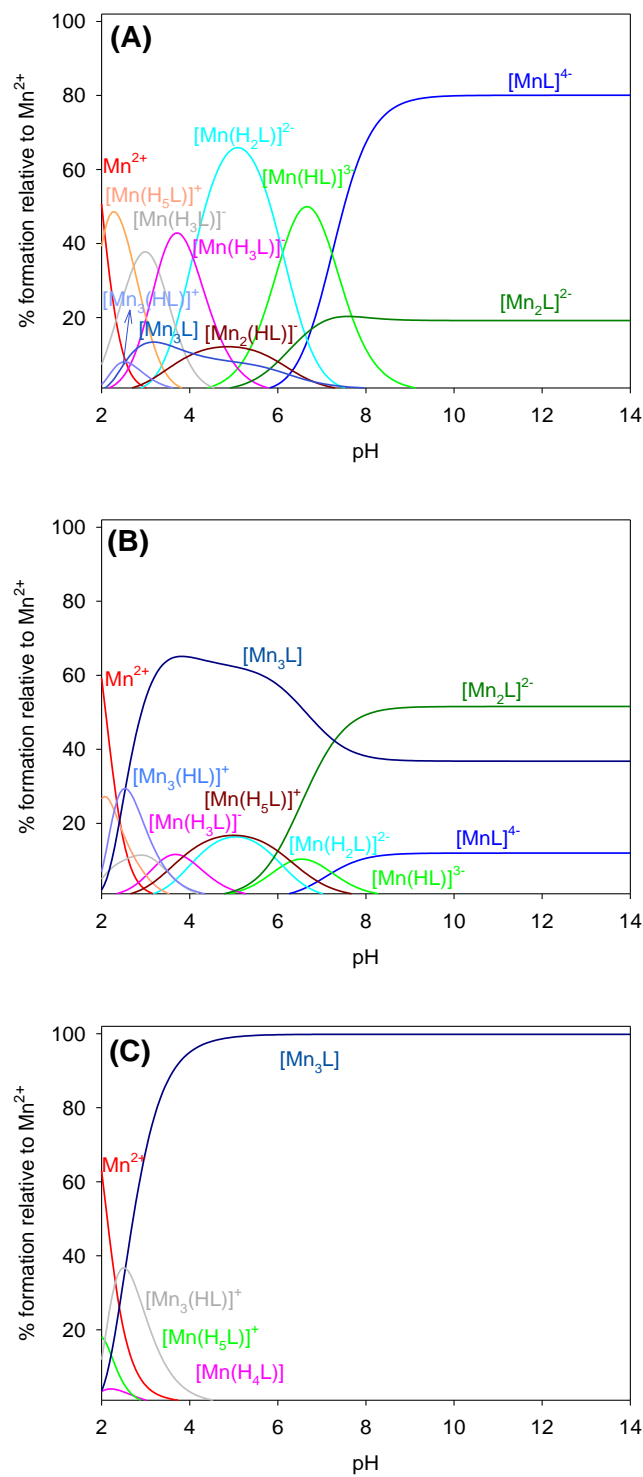 (A)
% formation relative to Mn²⁺
100
80
60
40
20
[MnL]⁴⁻
[Mn(H₂L)]²⁻
Mn²⁺
[Mn(HL)]³⁻
[Mn(H₅L)]⁺
[Mn(H₃L)]⁻
[Mn(H₃L)]⁻
[Mn₃(HL)]⁺
[Mn₃L]
[Mn₂(HL)]⁻
[Mn₂L]²⁻
2 4 6 8 10 12 14
pH
(B)
% formation relative to Mn²⁺
100
80
60
40
20
Mn²⁺
[Mn₃L]
[Mn₂L]²⁻
[Mn₃(HL)]⁺
[Mn(H₅L)]⁺
[Mn(H₃L)]⁻
[Mn(H₂L)]²⁻
[MnL]⁴⁻
[Mn(HL)]³⁻
2 4 6 8 10 12 14
pH
(C)
% formation relative to Mn²⁺
100
80
60
40
20
[Mn₃L]
Mn²⁺
[Mn₃(HL)]⁺
[Mn(H₅L)]⁺
[Mn(H₄L)]
2 4 6 8 10 12 14
pH